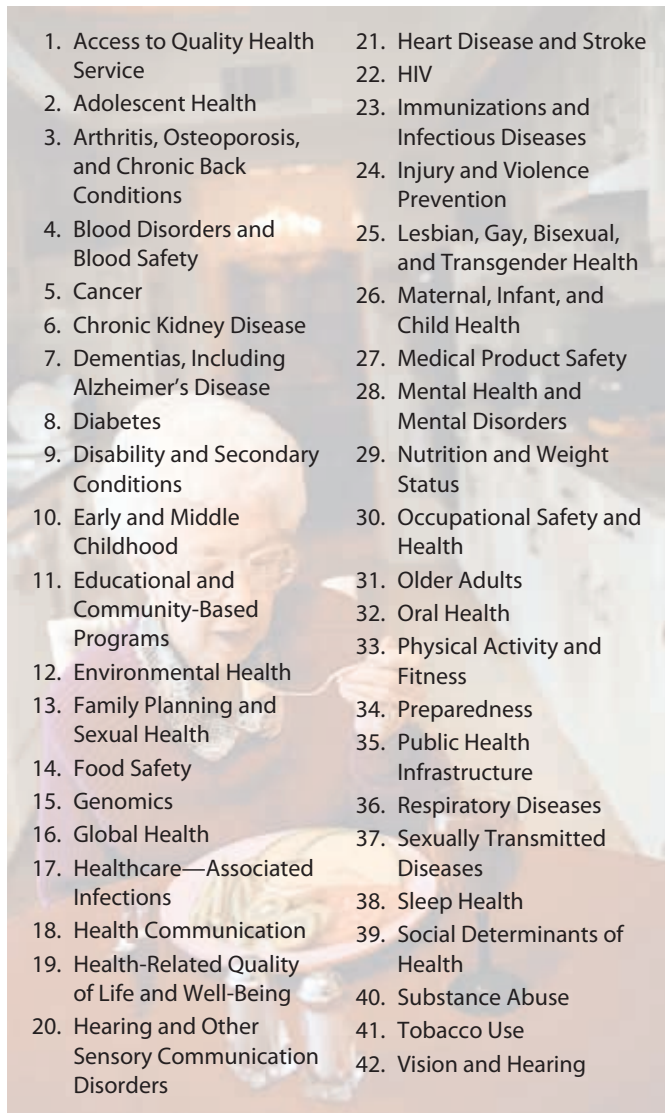 1. Access to Quality Health
Service
2. Adolescent Health
3. Arthritis, Osteoporosis,
and Chronic Back
Conditions
4. Blood Disorders and
Blood Safety
5. Cancer
6. Chronic Kidney Disease
7. Dementias, Including
Alzheimer’s Disease
8. Diabetes
9. Disability and Secondary
Conditions
10. Early and Middle
Childhood
11. Educational and
Community-Based
Programs
12. Environmental Health
13. Family Planning and
Sexual Health
14. Food Safety
15. Genomics
16. Global Health
17. Healthcare—Associated
Infections
18. Health Communication
19. Health-Related Quality
of Life and Well-Being
20. Hearing and Other
Sensory Communication
Disorders
21. Heart Disease and Stroke
22. HIV
23. Immunizations and
Infectious Diseases
24. Injury and Violence
Prevention
25. Lesbian, Gay, Bisexual,
and Transgender Health
26. Maternal, Infant, and
Child Health
27. Medical Product Safety
28. Mental Health and
Mental Disorders
29. Nutrition and Weight
Status
30. Occupational Safety and
Health
31. Older Adults
32. Oral Health
33. Physical Activity and
Fitness
34. Preparedness
35. Public Health
Infrastructure
36. Respiratory Diseases
37. Sexually Transmitted
Diseases
38. Sleep Health
39. Social Determinants of
Health
40. Substance Abuse
41. Tobacco Use
42. Vision and Hearing